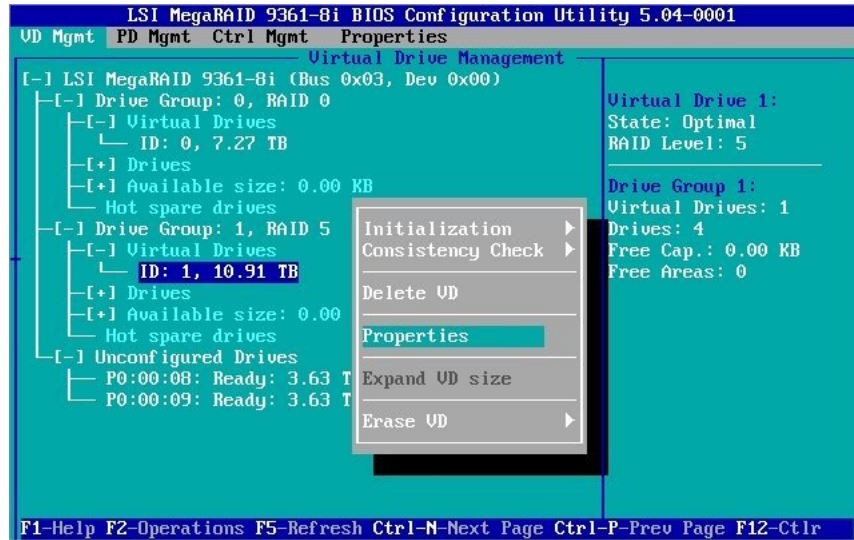 LSI MegaRAID 9361-8i BIOS Configuration Utility 5.04-0001
VD Mgmt PD Mgmt Ctrl Mgmt Properties
Virtual Drive Management
[-] LSI MegaRAID 9361-8i (Bus 0x03, Dev 0x00)
[-] Drive Group: 0, RAID 0
[-] Virtual Drives
ID: 0, 7.27 TB
[+] Drives
[+] Available size: 0.00 KB
Hot spare drives
[-] Drive Group: 1, RAID 5
[-] Virtual Drives
ID: 1, 10.91 TB
[+] Drives
[+] Available size: 0.00
Hot spare drives
[-] Unconfigured Drives
P0:00:08: Ready: 3.63 T
P0:00:09: Ready: 3.63 T
Initialization
Consistency Check
Delete VD
Properties
Expand VD size
Erase VD
Virtual Drive 1:
State: Optimal
RAID Level: 5
Drive Group 1:
Virtual Drives: 1
Drives: 4
Free Cap.: 0.00 KB
Free Areas: 0
F1-Help F2-Operations F5-Refresh Ctrl-N-Next Page Ctrl-P-Prev Page F12-Ctlr